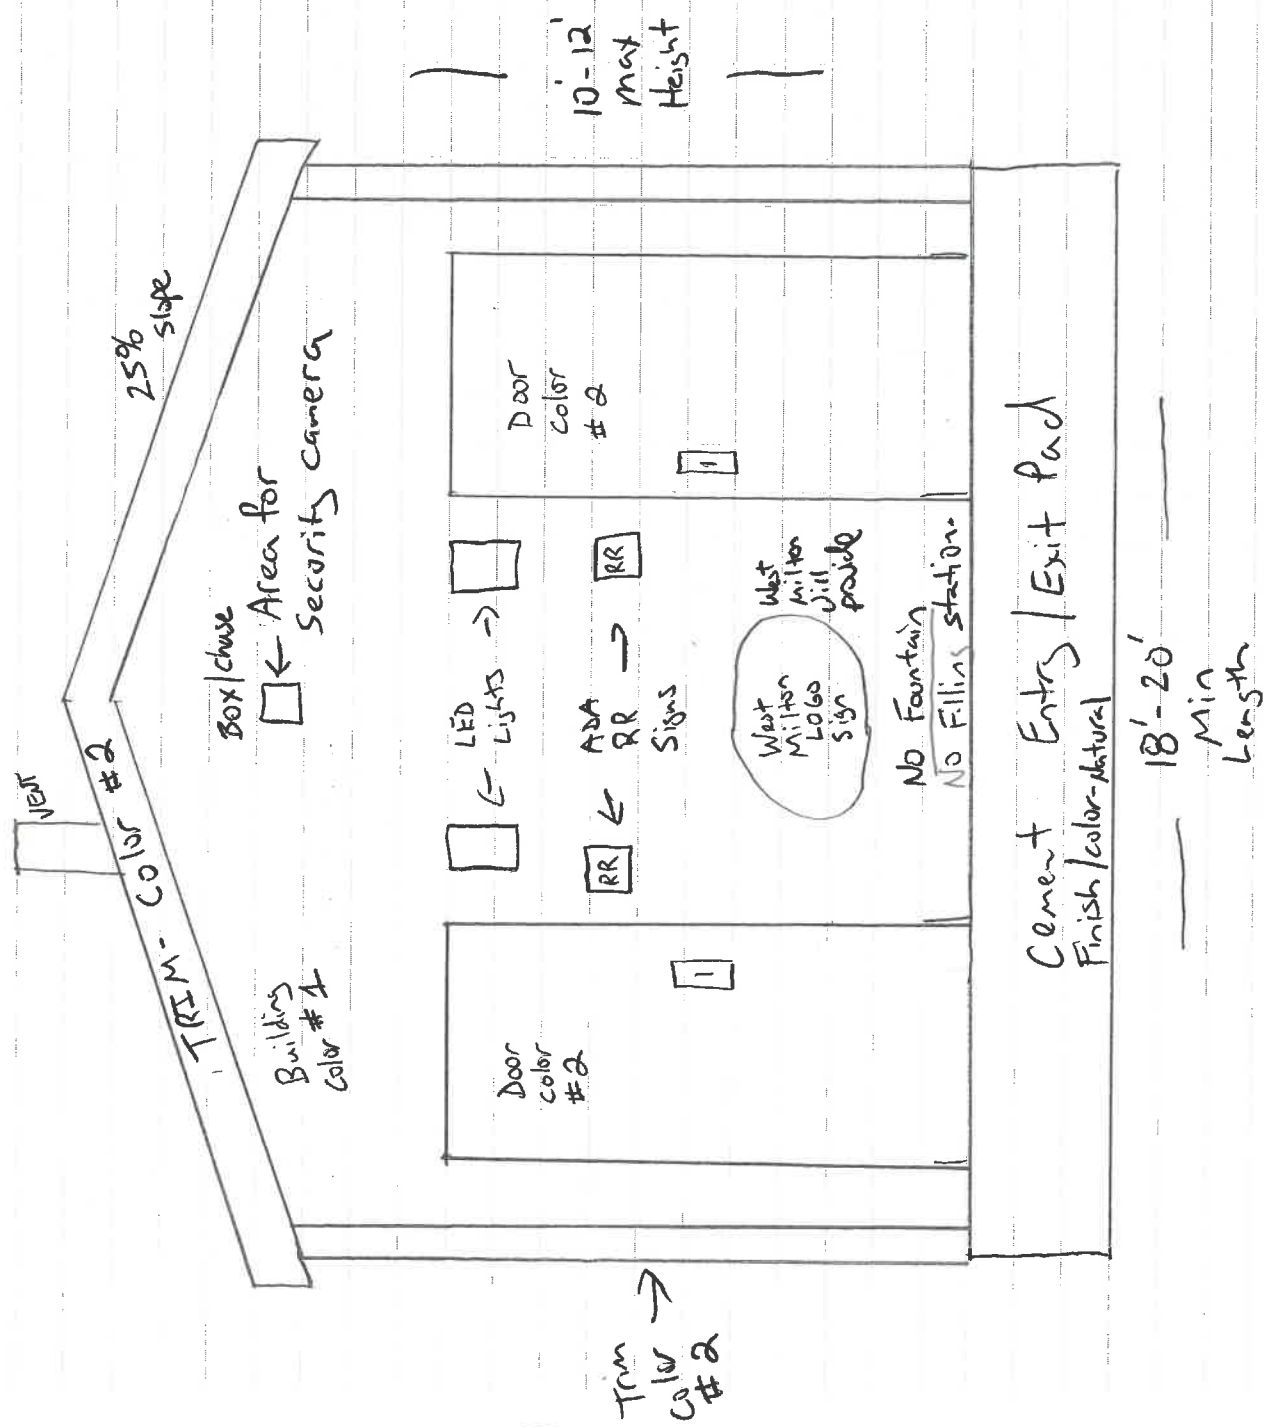 VENT
TRIM - Color #2
25%
slope
BOX/chase
← Area for
Security camera
Building
Color #1
10'-12'
max
Height
← LED
Lights →
Door
Color
#2
Door
Color
#2
RR
← ADA
RR →
Signs
RR
1
1
Trim →
Color
#2
West
Milton
LOGO
Sign
West
Milton
will
provide
No Fountain
No Filling station.
Cement Entry / Exit Pad
Finish/color-Natural
18'-20'
Min
Length